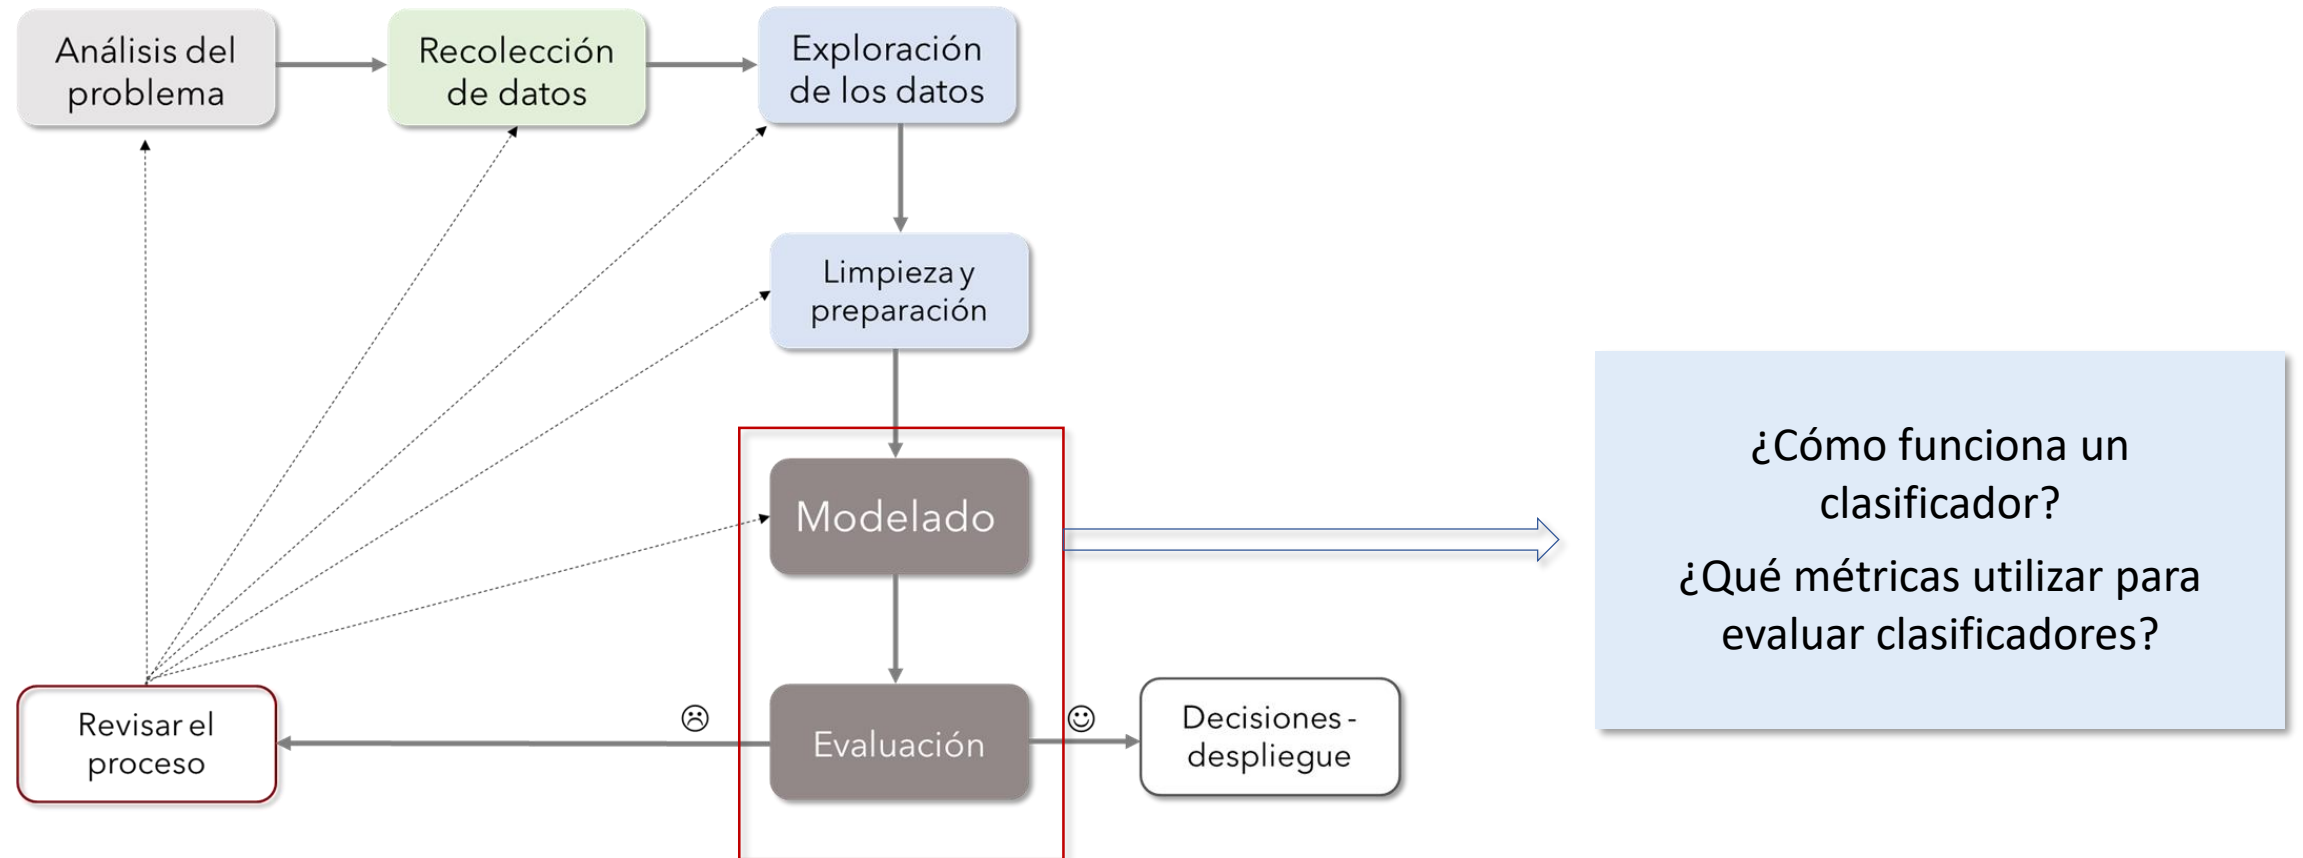 Análisis del
problema
Recolección
de datos
Exploración
de los datos
Limpieza y
preparación
Modelado
¿Cómo funciona un
clasificador?
¿Qué métricas utilizar para
evaluar clasificadores?
Revisar el
proceso
Evaluación
Decisiones -
despliegue